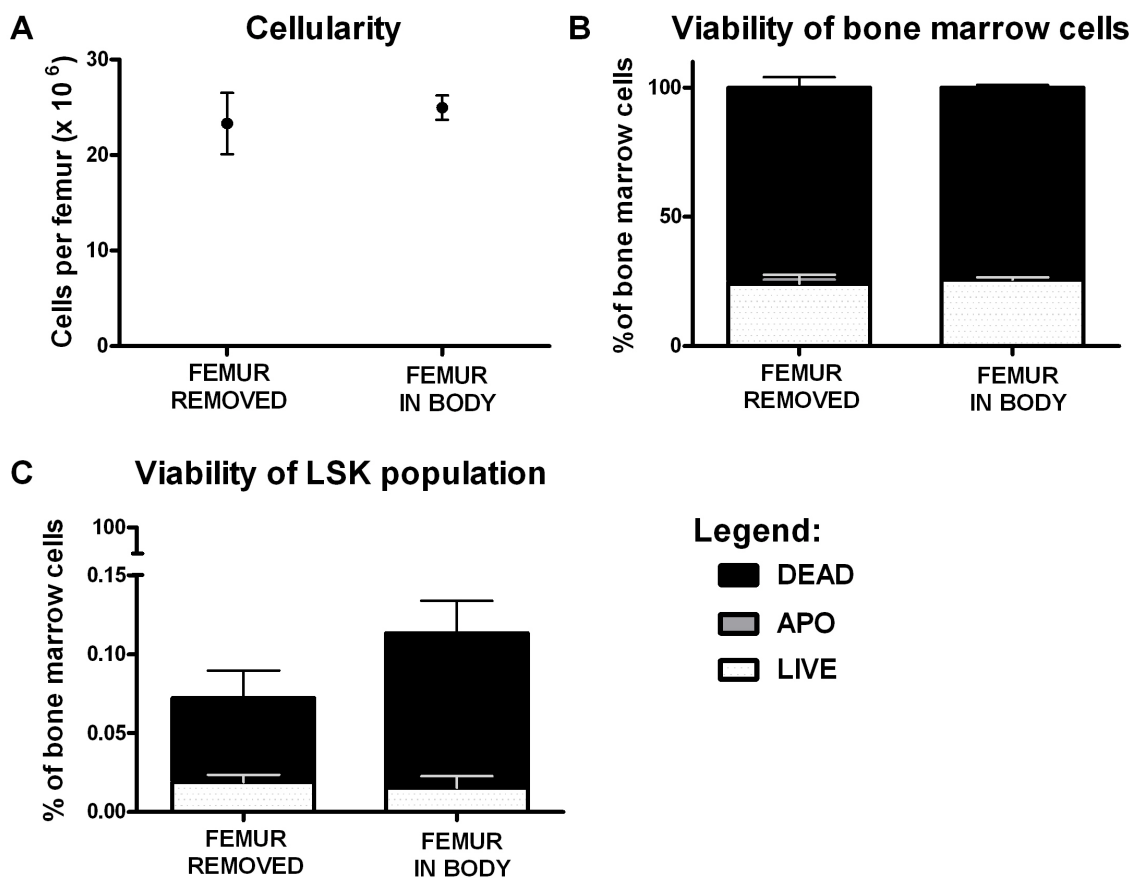 A
Cellularity
Cells per femur (x 10 6)
30
20
10
0
FEMUR
REMOVED
FEMUR
IN BODY
B
Viability of bone marrow cells
% of bone marrow cells
100
50
0
FEMUR
REMOVED
FEMUR
IN BODY
C
Viability of LSK population
% of bone marrow cells
100
0.15
0.10
0.05
0.00
FEMUR
REMOVED
FEMUR
IN BODY
Legend:
DEAD
APO
LIVE